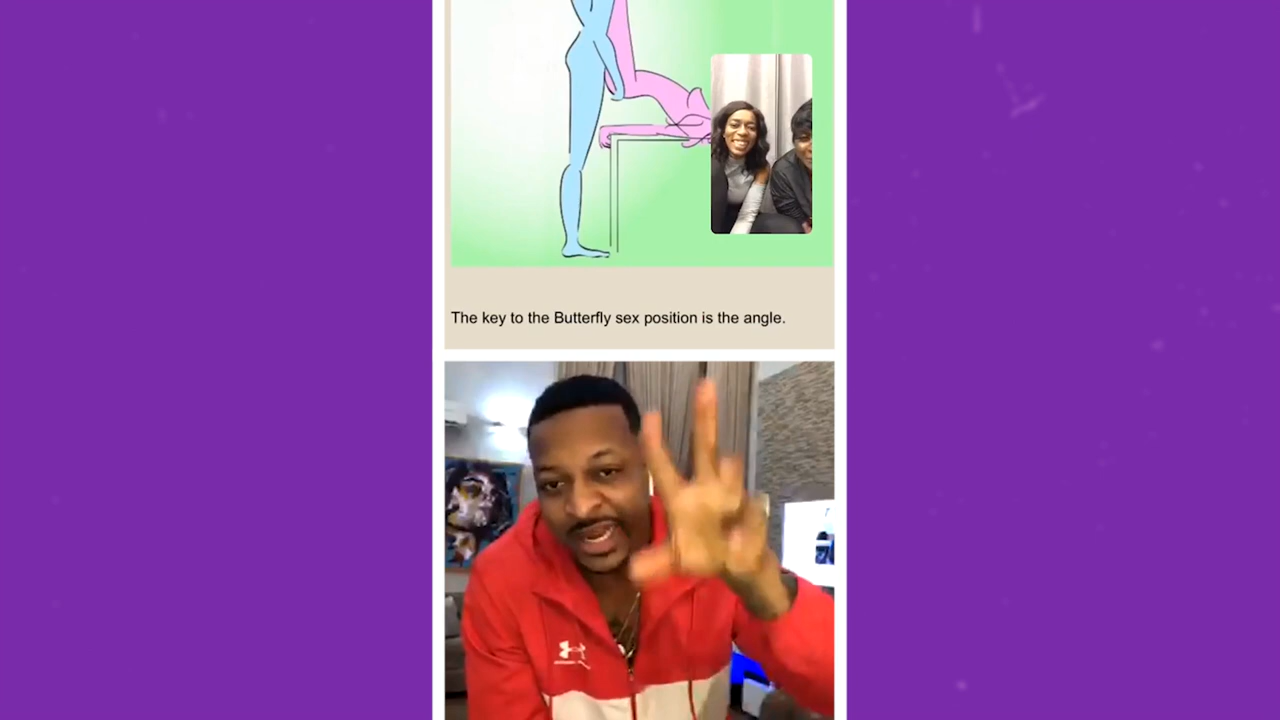 The key to the Butterfly sex position is the angle.